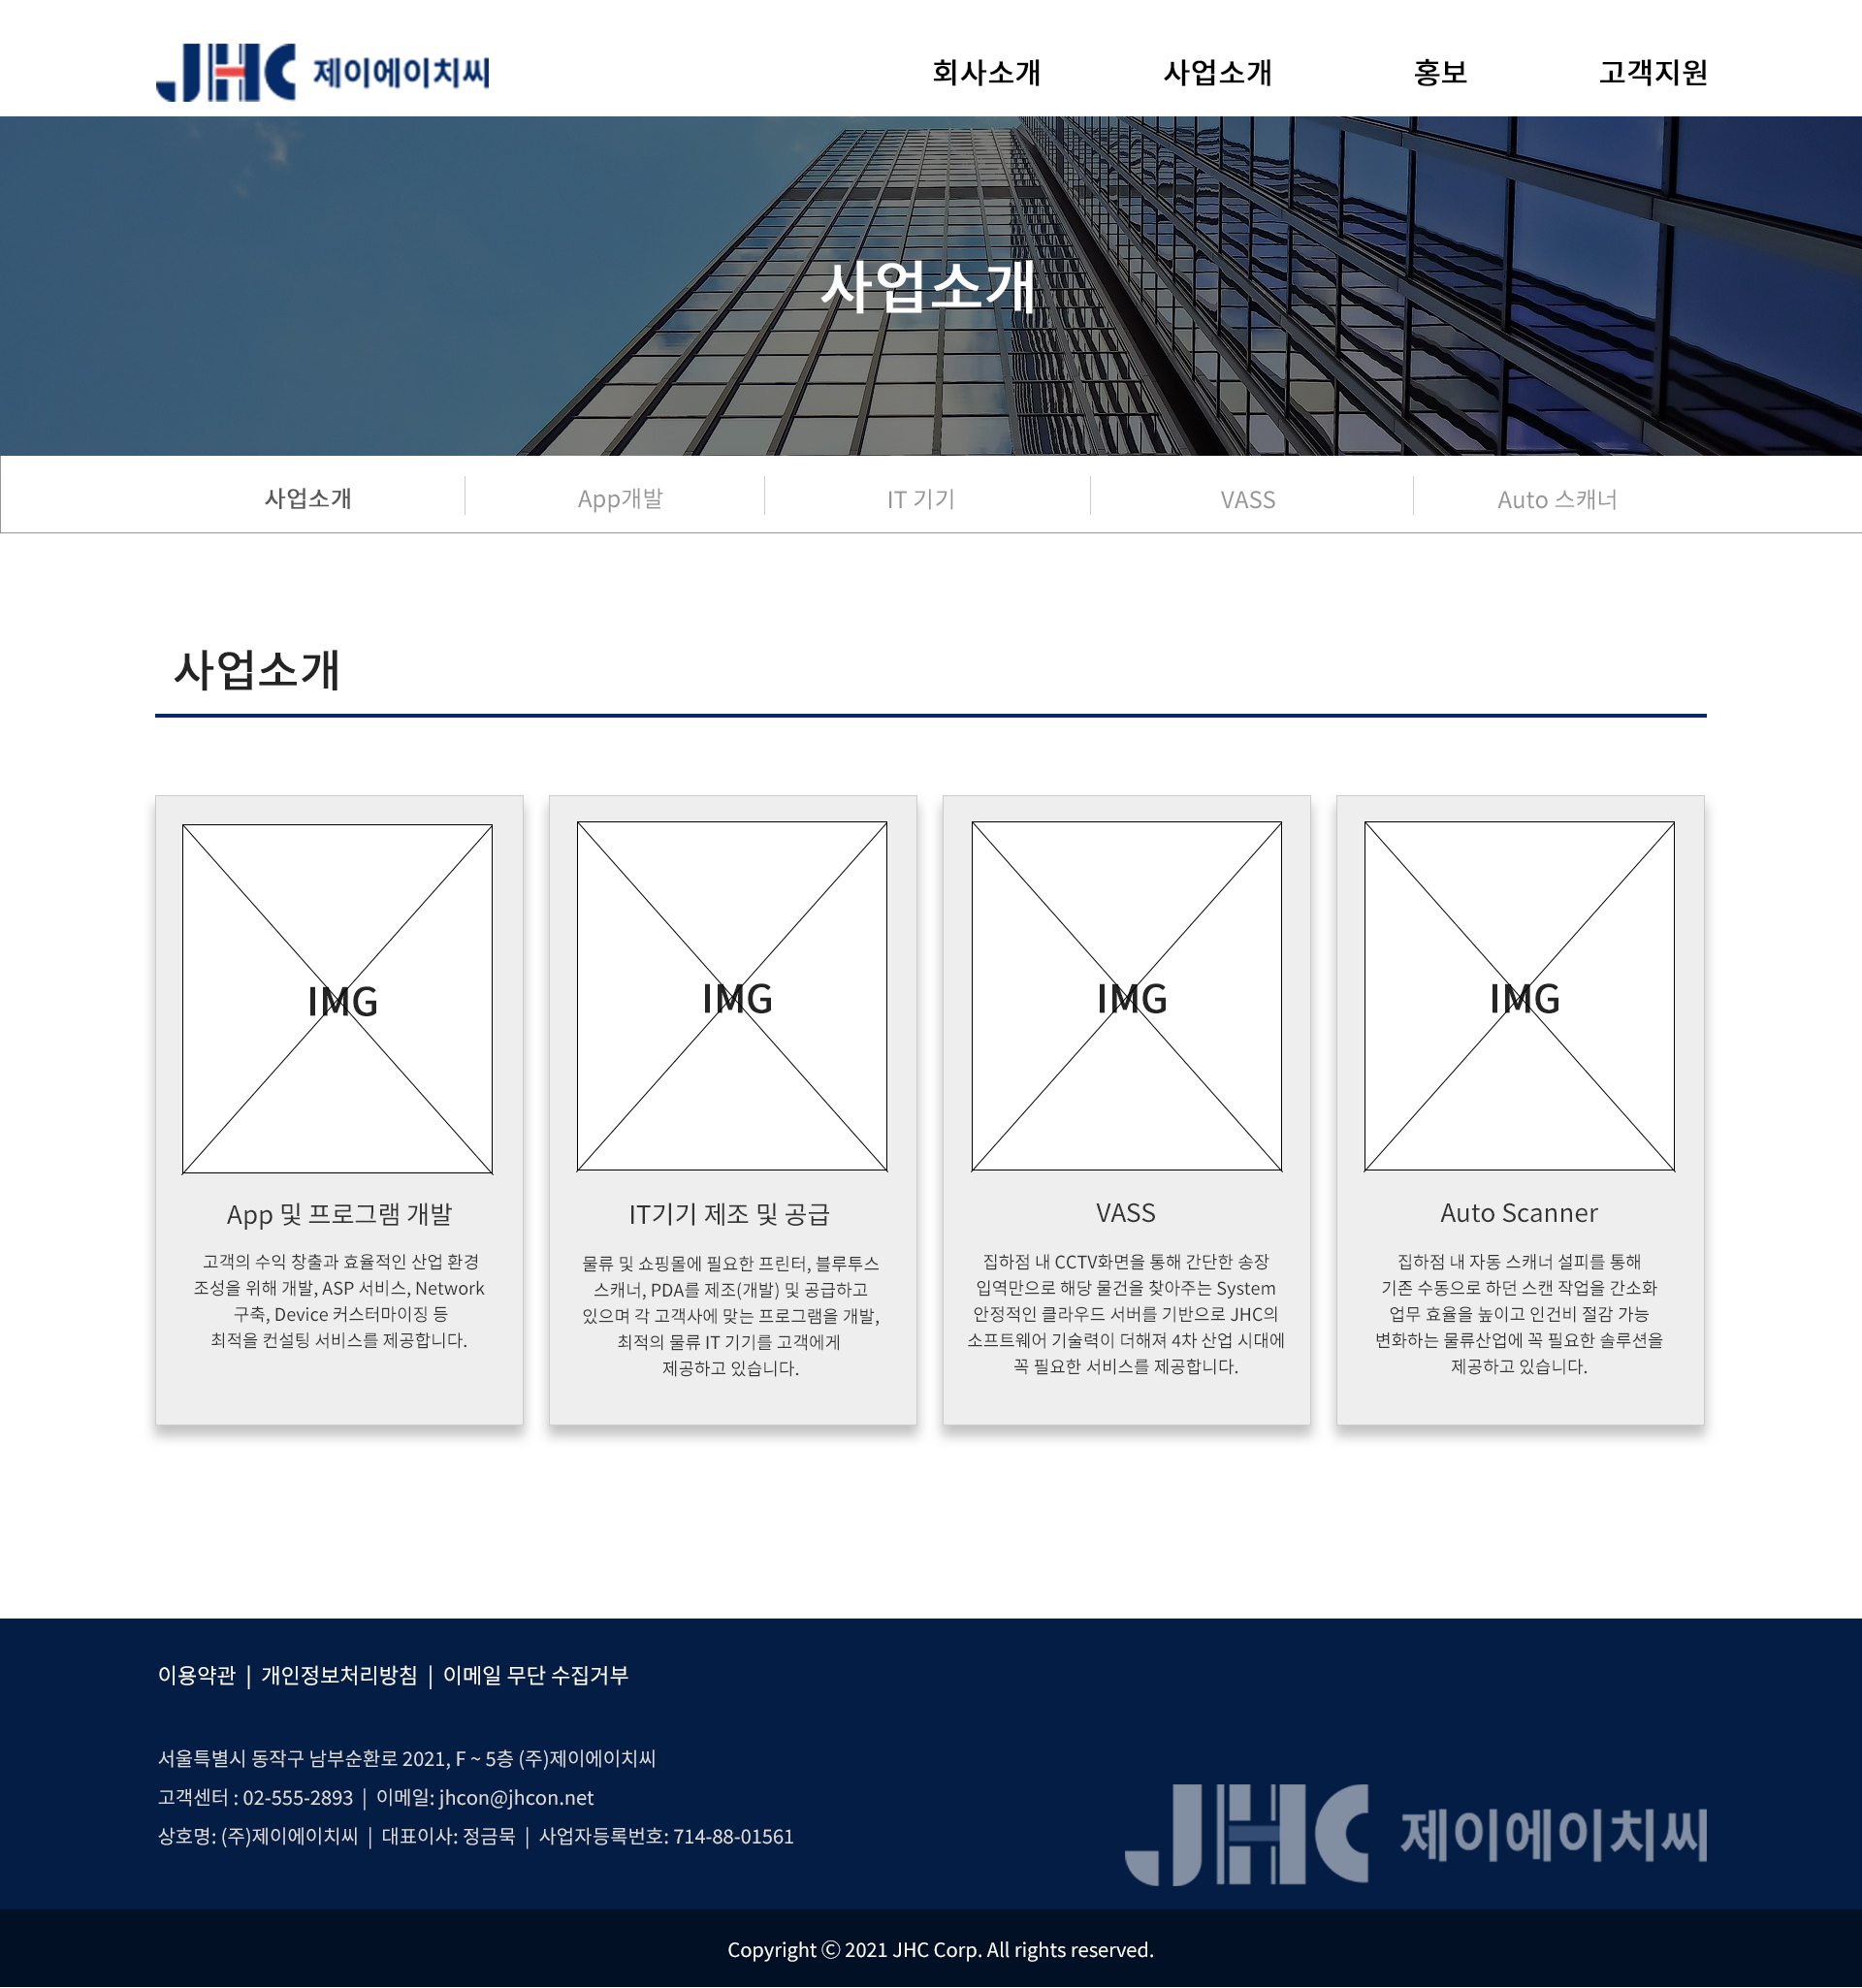 JHC 제이에이치씨
회사소개 사업소개 홍보 고객지원
사업소개
사업소개 App개발 IT 기기 VASS Auto 스캐너
사업소개
IMG
App 및 프로그램 개발
고객의 수익 창출과 효율적인 산업 환경
조성을 위해 개발, ASP 서비스, Network
구축, Device 커스터마이징 등
최적을 컨설팅 서비스를 제공합니다.
IMG
IT기기 제조 및 공급
물류 및 쇼핑몰에 필요한 프린터, 블루투스
스캐너, PDA를 제조(개발) 및 공급하고
있으며 각 고객사에 맞는 프로그램을 개발,
최적의 물류 IT 기기를 고객에게
제공하고 있습니다.
IMG
VASS
집하점 내 CCTV화면을 통해 간단한 송장
입역만으로 해당 물건을 찾아주는 System
안정적인 클라우드 서버를 기반으로 JHC의
소프트웨어 기술력이 더해져 4차 산업 시대에
꼭 필요한 서비스를 제공합니다.
IMG
Auto Scanner
집하점 내 자동 스캐너 설피를 통해
기존 수동으로 하던 스캔 작업을 간소화
업무 효율을 높이고 인건비 절감 가능
변화하는 물류산업에 꼭 필요한 솔루션을
제공하고 있습니다.
이용약관 | 개인정보처리방침 | 이메일 무단 수집거부
서울특별시 동작구 남부순환로 2021, F ~ 5층 (주)제이에이치씨
고객센터 : 02-555-2893 | 이메일: jhcon@jhcon.net
상호명: (주)제이에이치씨 | 대표이사: 정금묵 | 사업자등록번호: 714-88-01561
JHC 제이에이치씨
Copyright ⓒ 2021 JHC Corp. All rights reserved.